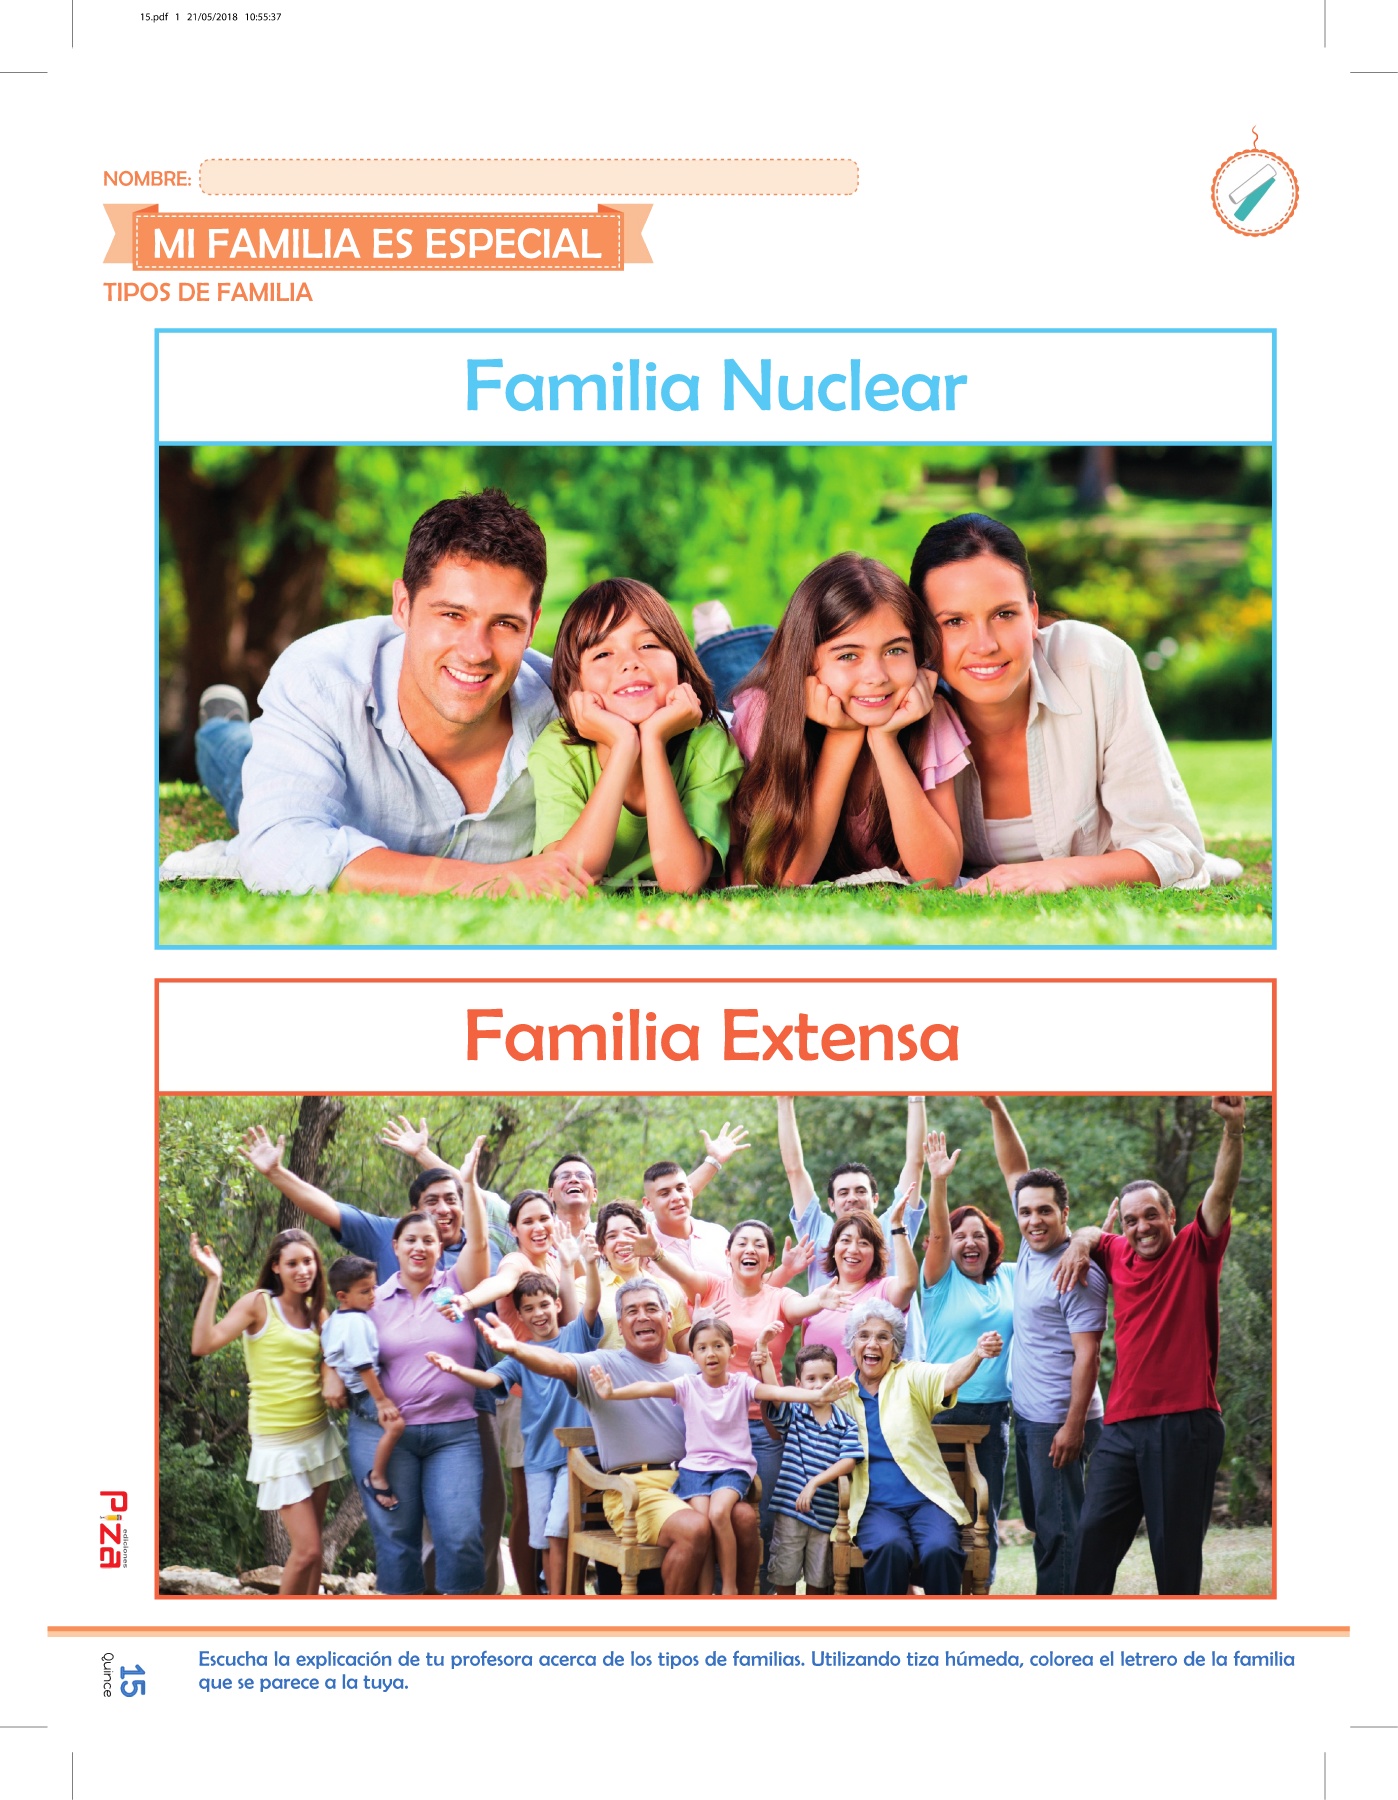 15.pdf 1 21/05/2018 10:55:37
NOMBRE:
MI FAMILIA ES ESPECIAL
TIPOS DE FAMILIA
Familia Nuclear
Familia Extensa
Piza
ediciones
15
Quince
Escucha la explicación de tu profesora acerca de los tipos de familias. Utilizando tiza húmeda, colorea el letrero de la familia
que se parece a la tuya.